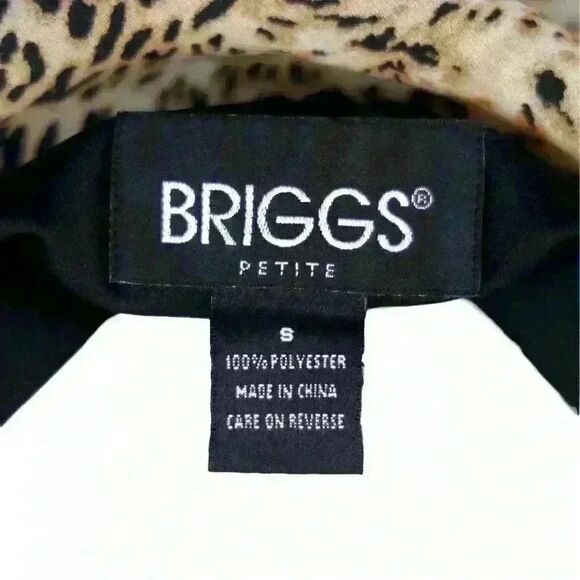 BRIGGS®
PETITE
S
100% POLYESTER
MADE IN CHINA
CARE ON REVERSE